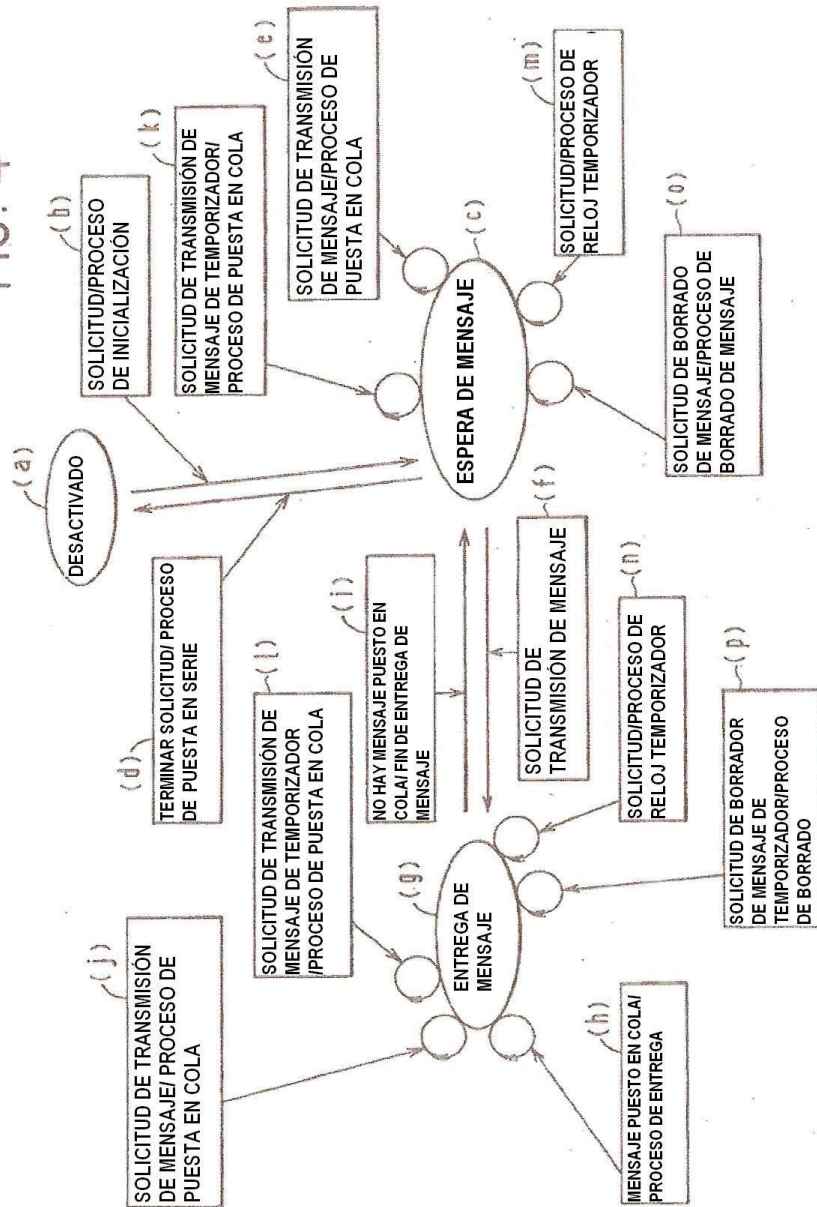 FIG. 4
(a)
DESACTIVADO
(b)
SOLICITUD/PROCESO
DE INICIALIZACIÓN
(k)
SOLICITUD DE TRANSMISIÓN DE
MENSAJE DE TEMPORIZADOR/
PROCESO DE PUESTA EN COLA
(e)
SOLICITUD DE TRANSMISIÓN
DE MENSAJE/PROCESO DE
PUESTA EN COLA
(d)
TERMINAR SOLICITUD/ PROCESO
DE PUESTA EN SERIE
(j)
SOLICITUD DE TRANSMISIÓN
DE MENSAJE/ PROCESO DE
PUESTA EN COLA
(l)
SOLICITUD DE TRANSMISIÓN DE
MENSAJE DE TEMPORIZADOR
/PROCESO DE PUESTA EN COLA
(i)
NO HAY MENSAJE PUESTO EN
COLA/ FIN DE ENTREGA DE
MENSAJE
(c)
ESPERA DE MENSAJE
(g)
ENTREGA DE
MENSAJE
(f)
SOLICITUD DE
TRANSMISIÓN DE MENSAJE
(m)
SOLICITUD/PROCESO DE
RELOJ TEMPORIZADOR
(n)
SOLICITUD/PROCESO DE
RELOJ TEMPORIZADOR
(o)
SOLICITUD DE BORRADO
DE MENSAJE/PROCESO DE
BORRADO DE MENSAJE
(h)
MENSAJE PUESTO EN COLA/
PROCESO DE ENTREGA
(p)
SOLICITUD DE BORRADOR
DE MENSAJE DE
TEMPORIZADOR/PROCESO
DE BORRADO